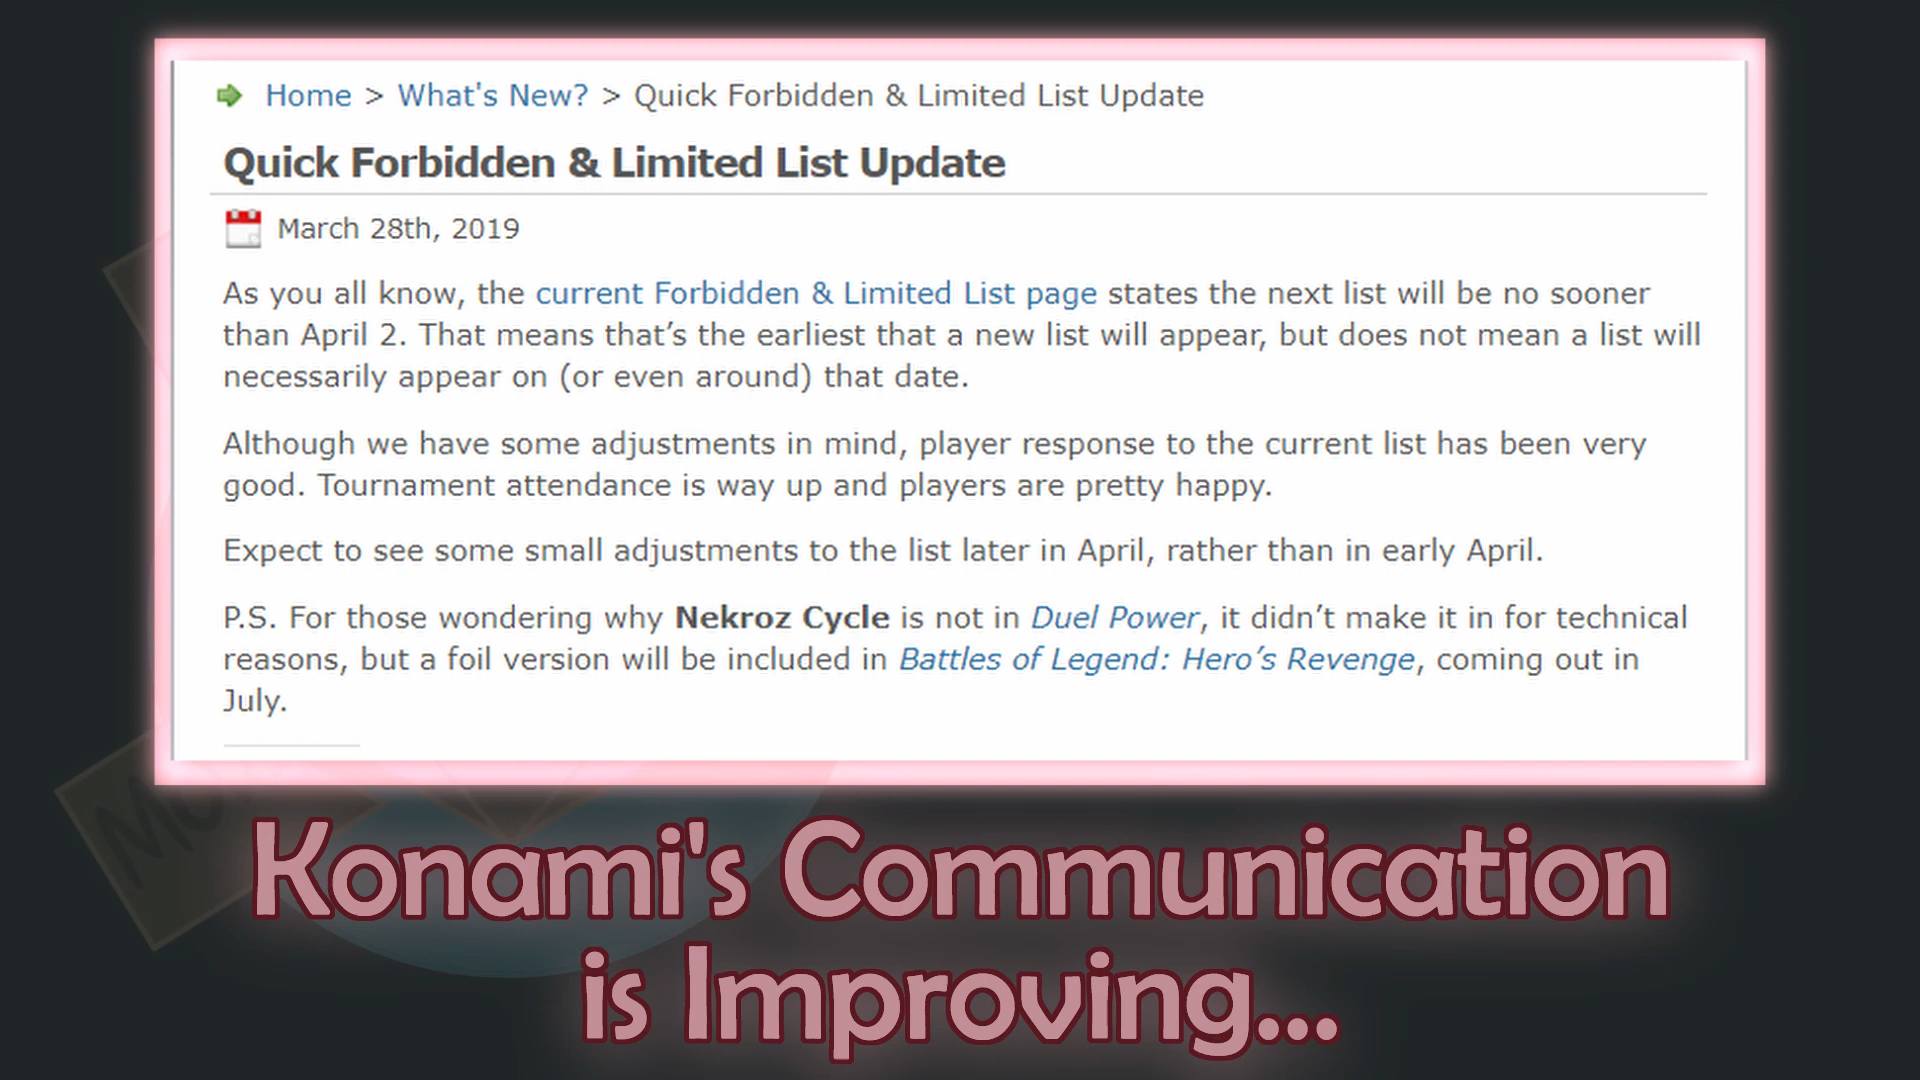 Home > What's New? > Quick Forbidden & Limited List Update
Quick Forbidden & Limited List Update
March 28th, 2019
As you all know, the current Forbidden & Limited List page states the next list will be no sooner
than April 2. That means that’s the earliest that a new list will appear, but does not mean a list will
necessarily appear on (or even around) that date.
Although we have some adjustments in mind, player response to the current list has been very
good. Tournament attendance is way up and players are pretty happy.
Expect to see some small adjustments to the list later in April, rather than in early April.
P.S. For those wondering why Nekroz Cycle is not in Duel Power, it didn’t make it in for technical
reasons, but a foil version will be included in Battles of Legend: Hero’s Revenge, coming out in
July.
Konami's Communication
is Improving...